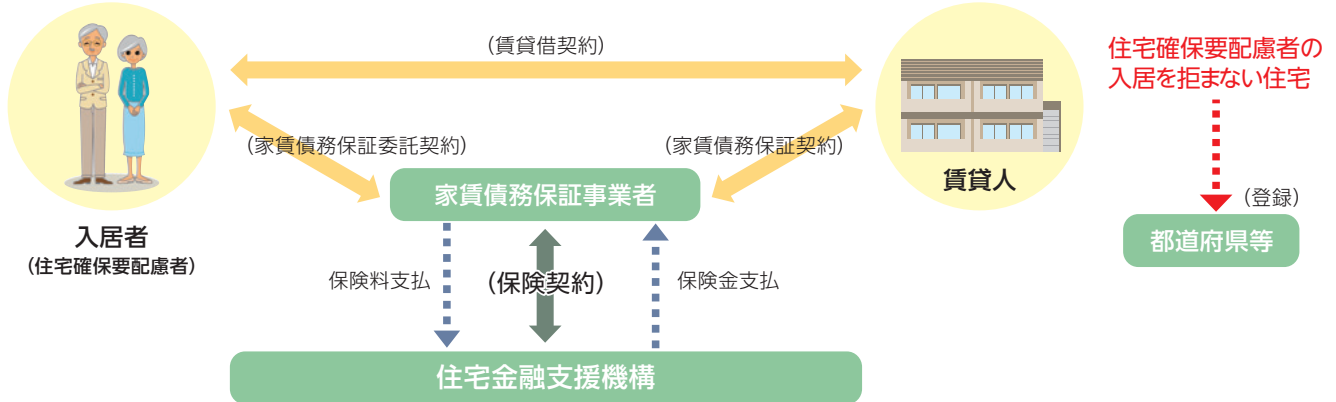 (賃貸借契約)
住宅確保要配慮者の
入居を拒まない住宅
(家賃債務保証委託契約)
(家賃債務保証契約)
賃貸人
家賃債務保証事業者
(登録)
入居者
(住宅確保要配慮者)
都道府県等
保険料支払
(保険契約)
保険金支払
住宅金融支援機構